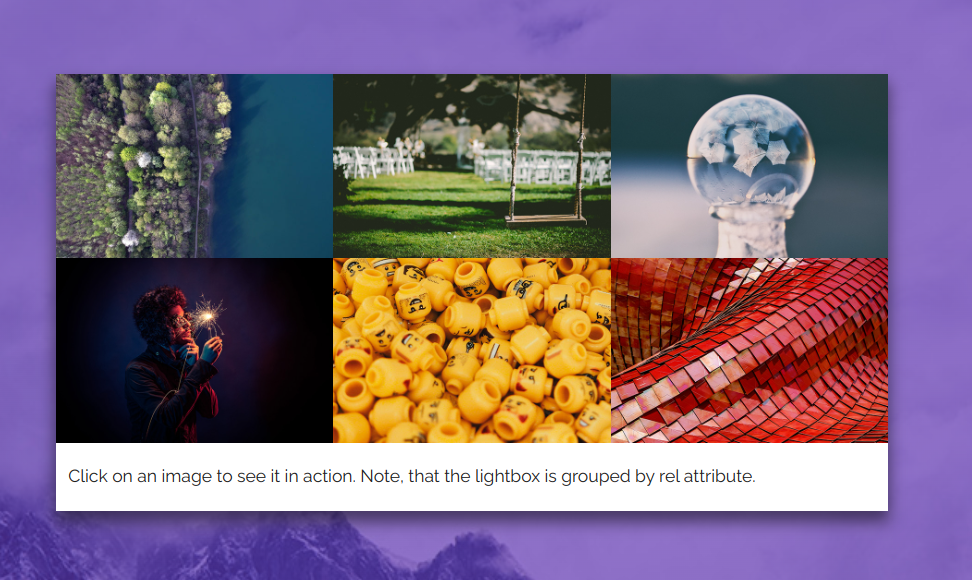 Click on an image to see it in action. Note, that the lightbox is grouped by rel attribute.